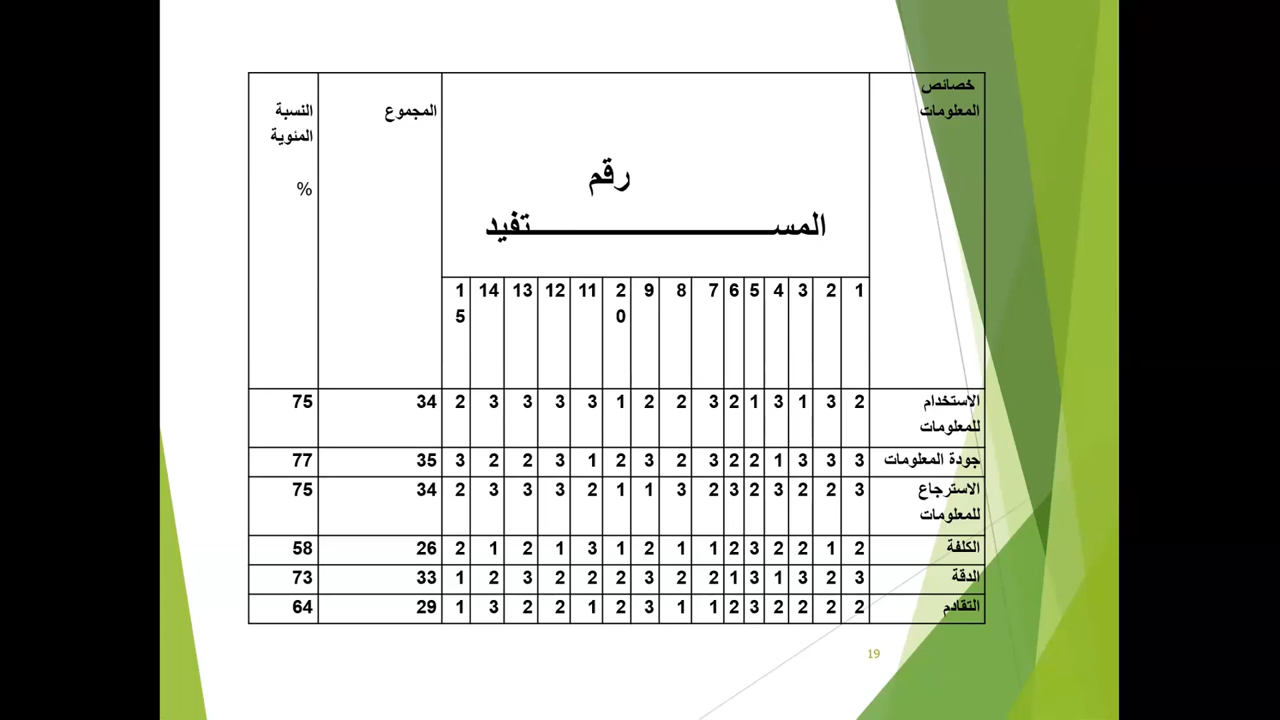 خصائص
المعلومات
رقم
المســــــــــــــــــــتفيد
المجموع
النسبة
المئوية
%
1 2 3 4 5 6 7 8 9 20 11 12 13 14 15
الاستخدام للمعلومات 2 3 1 3 1 2 3 2 2 1 3 3 3 3 2 34 75
جودة المعلومات 3 3 3 1 2 2 3 2 3 2 1 3 2 2 3 35 77
الاسترجاع للمعلومات 3 2 2 3 2 3 2 3 1 1 2 3 3 3 2 34 75
الكلفة 2 1 2 2 3 2 1 1 2 1 3 1 2 1 2 26 58
الدقة 3 2 3 1 3 1 2 2 3 2 2 2 3 2 1 33 73
التقادم 2 2 2 2 3 2 1 1 3 2 1 2 2 3 1 29 64
19